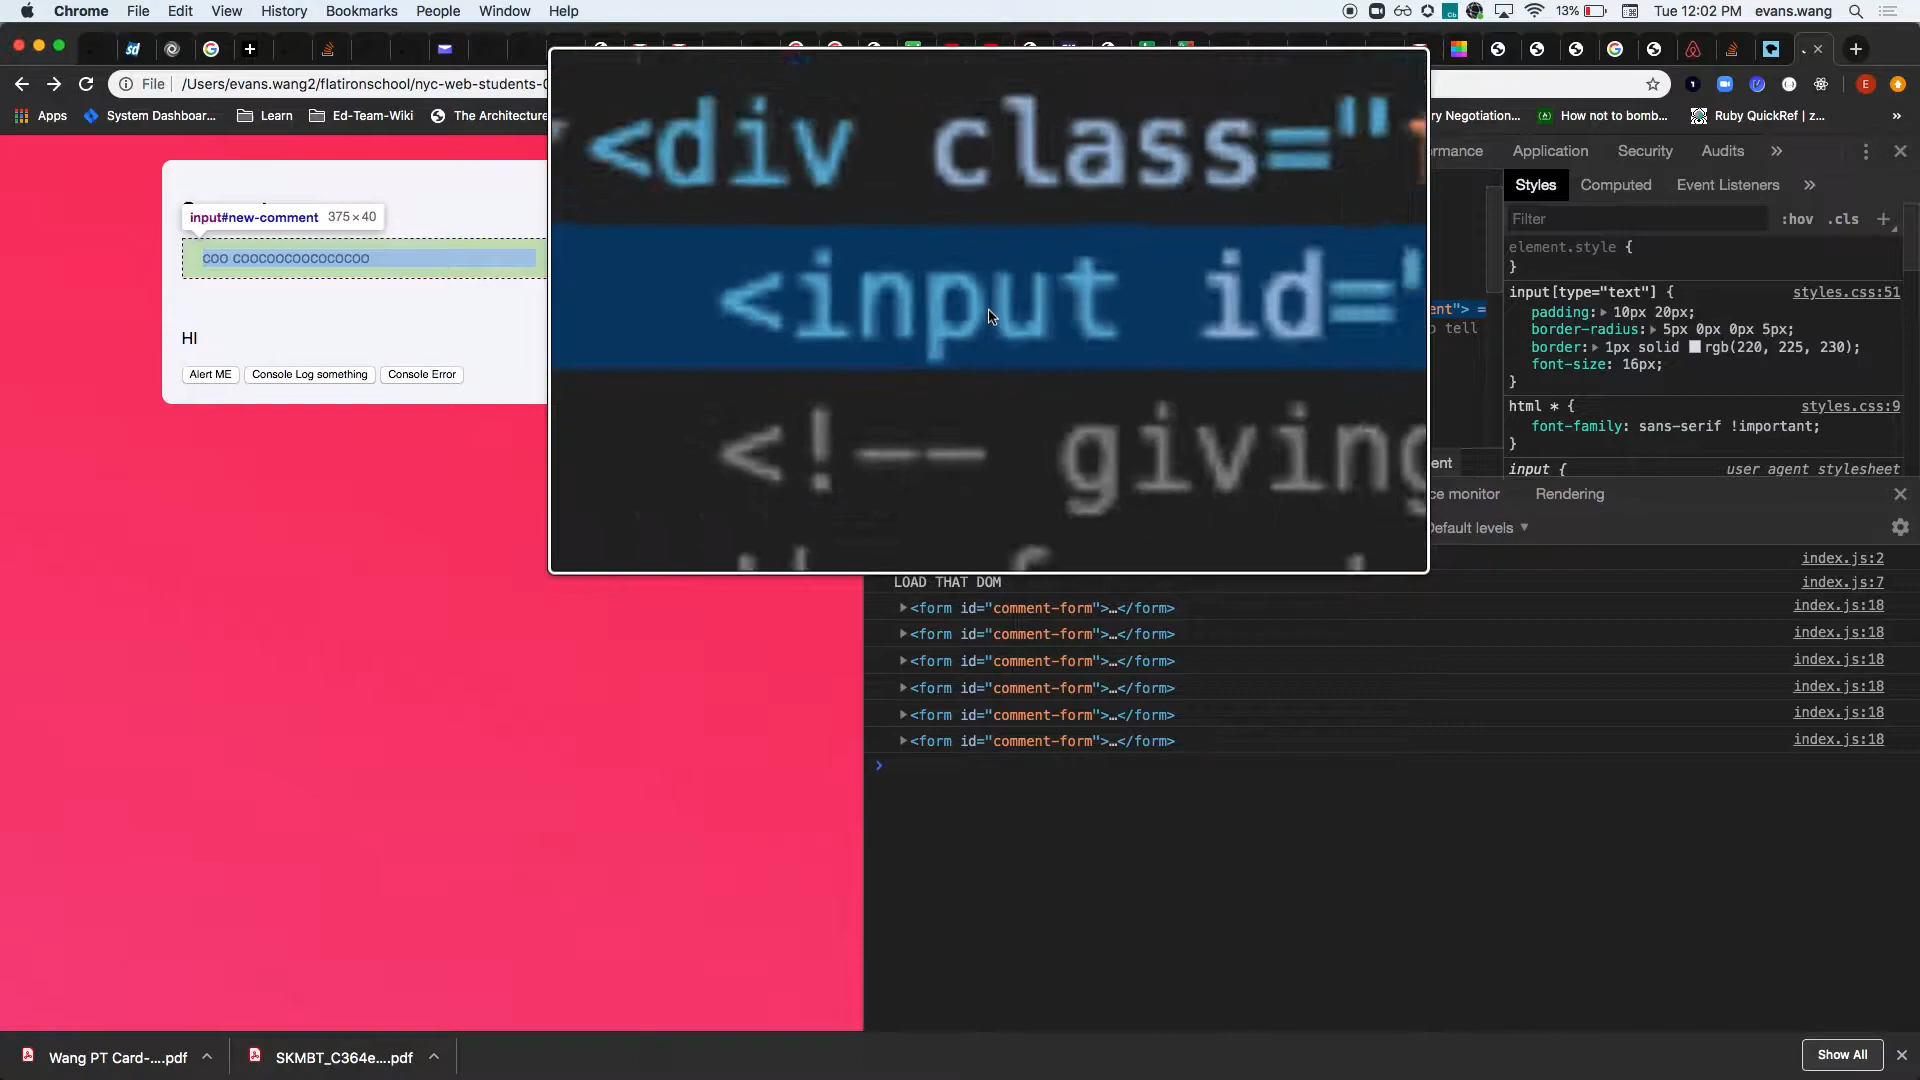 Chrome File Edit View History Bookmarks People Window Help
13% Tue 12:02 PM evans.wang
File /Users/evans.wang2/flatironschool/nyc-web-students-0
E
Apps System Dashboar... Learn Ed-Team-Wiki The Architecture
ry Negotiation... How not to bomb... Ruby QuickRef | z...
rmance Application Security Audits
Styles Computed Event Listeners
Filter :hov .cls
element.style {
}
input[type="text"] { styles.css:51
padding: 10px 20px;
border-radius: 5px 0px 0px 5px;
border: 1px solid rgb(220, 225, 230);
font-size: 16px;
}
html * { styles.css:9
font-family: sans-serif !important;
}
input { user agent stylesheet
ent"> =
o tell
ent
<div class="
<input id="
<!-- giving
input#new-comment 375×40
COO COOCOOCOOCOCOCOO
HI
Alert ME Console Log something Console Error
ce monitor Rendering
Default levels
index.js:2
LOAD THAT DOM index.js:7
<form id="comment-form">…</form> index.js:18
<form id="comment-form">…</form> index.js:18
<form id="comment-form">…</form> index.js:18
<form id="comment-form">…</form> index.js:18
<form id="comment-form">…</form> index.js:18
<form id="comment-form">…</form> index.js:18
Wang PT Card-....pdf SKMBT_C364e....pdf Show All